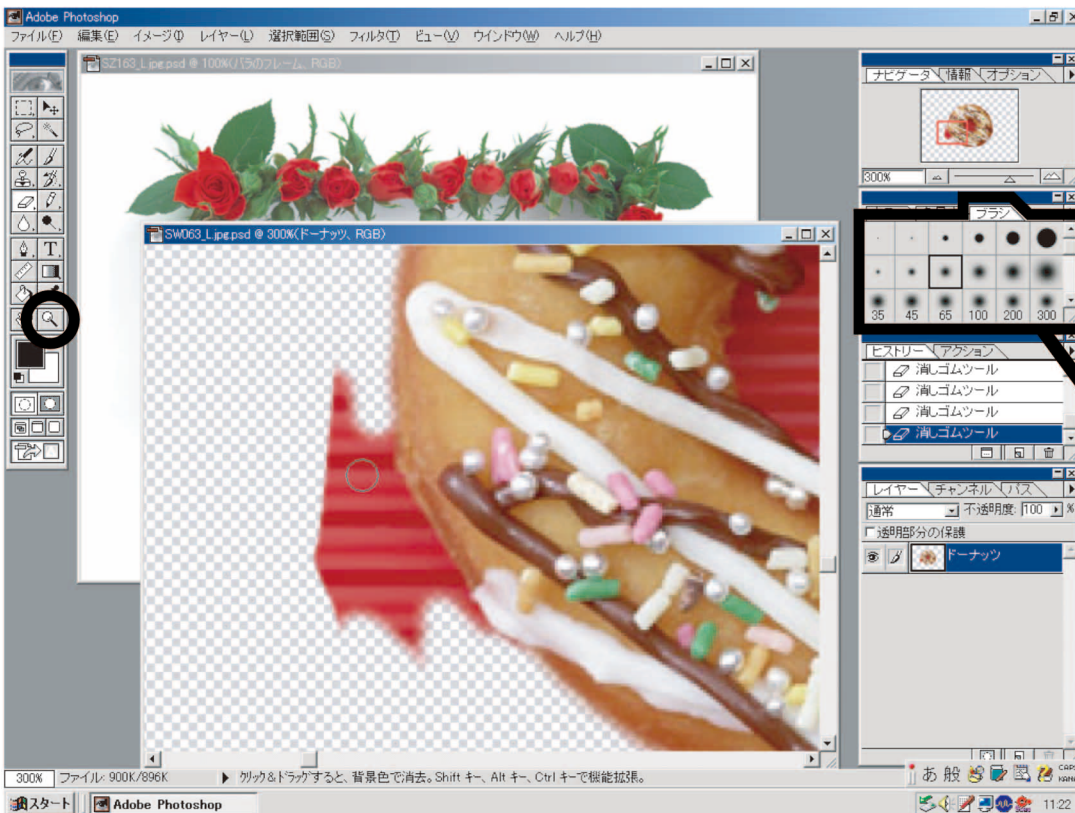 Adobe Photoshop
ファイル(F) 編集(E) イメージ(I) レイヤー(L) 選択範囲(S) フィルタ(T) ビュー(V) ウインドウ(W) ヘルプ(H)
SZ163_L jpg.psd @ 100%(バラのフレーム、RGB)
ナビゲータ 情報 オプション
300%
ブラシ
35 45 65 100 200 300
SW063_L jpg.psd @ 300%(ドーナッツ、RGB)
T
ヒストリー アクション
消しゴムツール
消しゴムツール
消しゴムツール
消しゴムツール
レイヤー チャンネル パス
通常 不透明度: 100 %
透明部分の保護
ドーナッツ
300% ファイル: 900K/896K クリック&ドラッグすると、背景色で消去。Shift キー、Alt キー、Ctrl キーで機能拡張。
あ 般 CAPS
KANA
スタート Adobe Photoshop 11:22